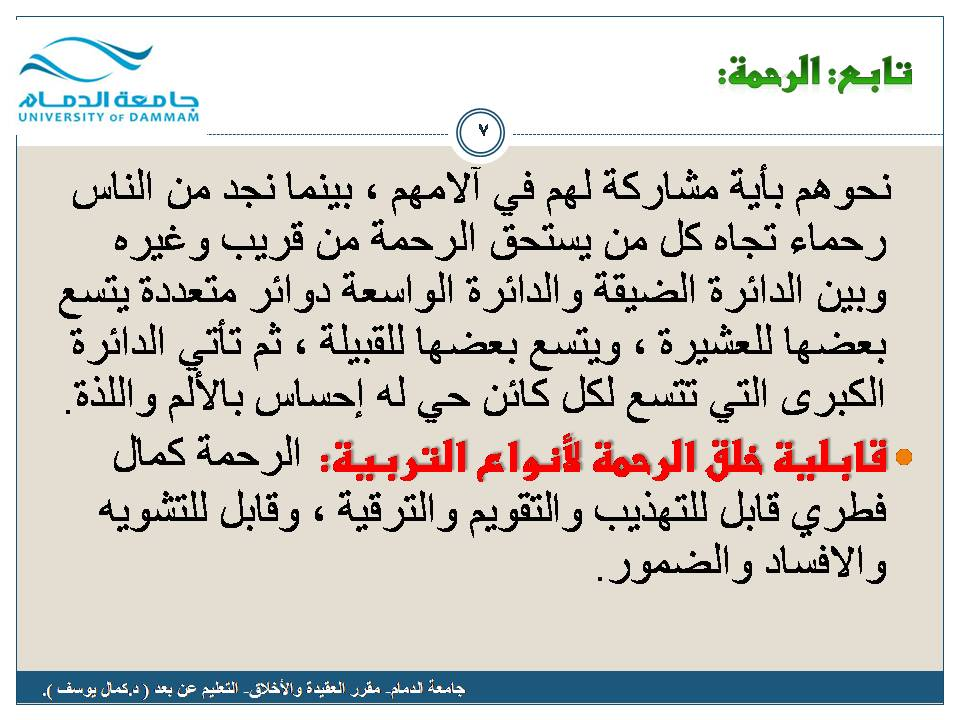 جامعة الدمام
UNIVERSITY OF DAMMAM
تابع: الرحمة:
٧
نحوهم بأية مشاركة لهم في آلامهم ، بينما نجد من الناس
رحماء تجاه كل من يستحق الرحمة من قريب وغيره
وبين الدائرة الضيقة والدائرة الواسعة دوائر متعددة يتسع
بعضها للعشيرة ، ويتسع بعضها للقبيلة ، ثم تأتي الدائرة
الكبرى التي تتسع لكل كائن حي له إحساس بالألم واللذة.
قابلية خلق الرحمة لأنواع التربية: الرحمة كمال
فطري قابل للتهذيب والتقويم والترقية ، وقابل للتشويه
والافساد والضمور.
جامعة الدمام- مقرر العقيدة والأخلاق- التعليم عن بعد ( د.كمال يوسف ).